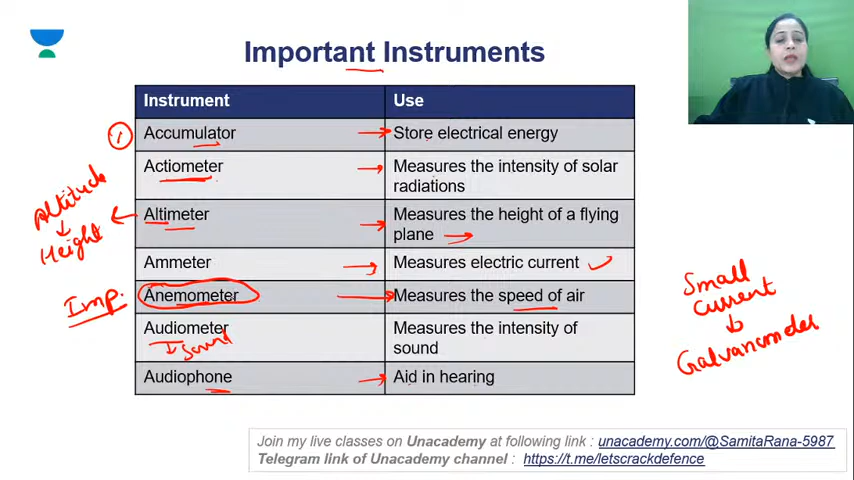 Important Instruments
Instrument Use
1 Accumulator Store electrical energy
Actiometer Measures the intensity of solar
radiations
Altitude
Height
Altimeter Measures the height of a flying
plane
Ammeter Measures electric current
Imp. Anemometer Measures the speed of air
Audiometer Measures the intensity of
sound
Sound
Audiophone Aid in hearing
Small
current
Galvanometer
Join my live classes on Unacademy at following link : unacademy.com/@SamitaRana-5987
Telegram link of Unacademy channel : https://t.me/letscrackdefence